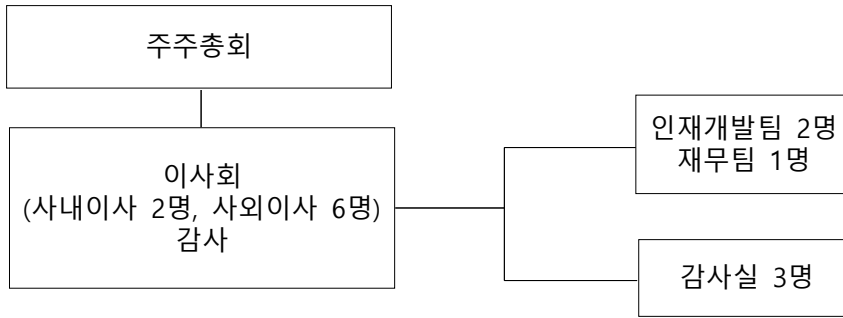 주주총회
이사회
(사내이사 2명, 사외이사 6명)
감사
인재개발팀 2명
재무팀 1명
감사실 3명